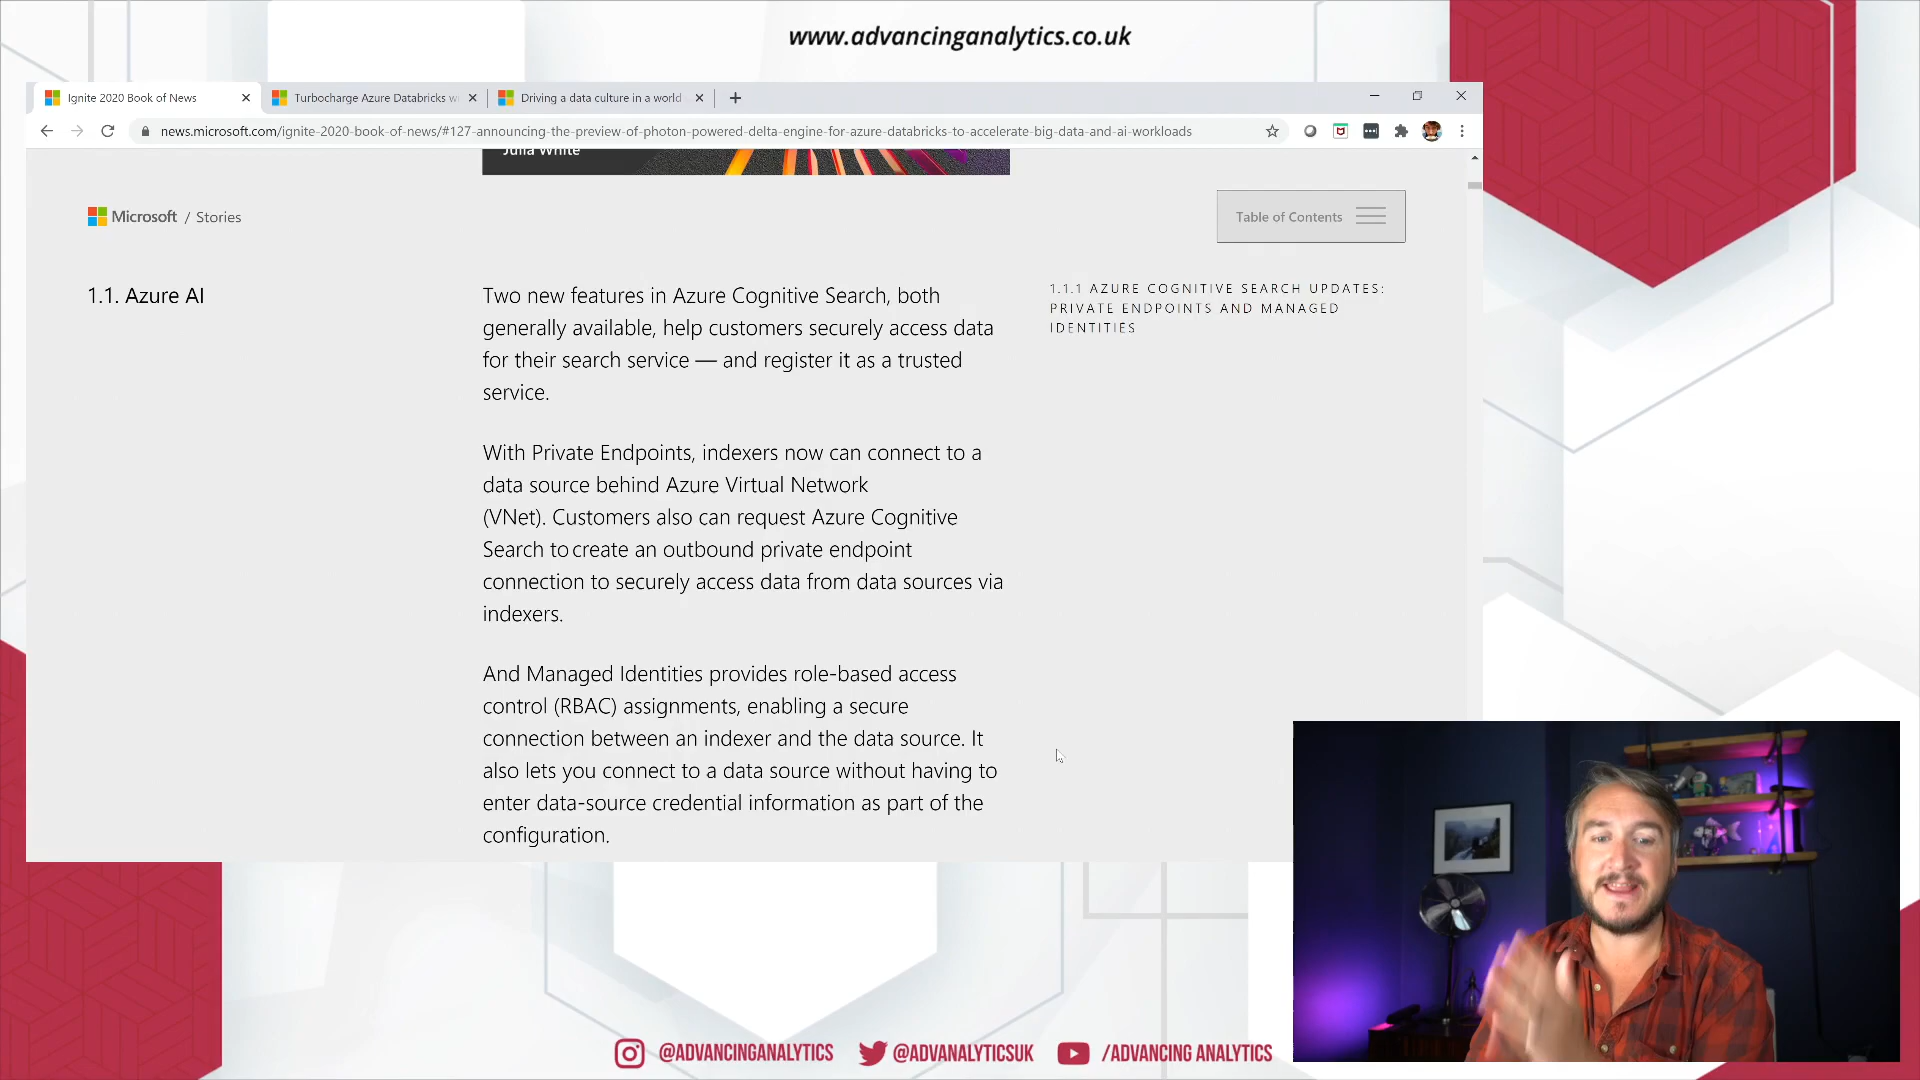 www.advancinganalytics.co.uk
Ignite 2020 Book of News
Turbocharge Azure Databricks w
Driving a data culture in a world
news.microsoft.com/ignite-2020-book-of-news/#127-announcing-the-preview-of-photon-powered-delta-engine-for-azure-databricks-to-accelerate-big-data-and-ai-workloads
Julia White
Microsoft / Stories
Table of Contents
1.1. Azure AI
Two new features in Azure Cognitive Search, both
generally available, help customers securely access data
for their search service — and register it as a trusted
service.
With Private Endpoints, indexers now can connect to a
data source behind Azure Virtual Network
(VNet). Customers also can request Azure Cognitive
Search to create an outbound private endpoint
connection to securely access data from data sources via
indexers.
And Managed Identities provides role-based access
control (RBAC) assignments, enabling a secure
connection between an indexer and the data source. It
also lets you connect to a data source without having to
enter data-source credential information as part of the
configuration.
1.1.1 AZURE COGNITIVE SEARCH UPDATES:
PRIVATE ENDPOINTS AND MANAGED
IDENTITIES
@ADVANCINGANALYTICS
@ADVANALYTICSUK
/ADVANCING ANALYTICS